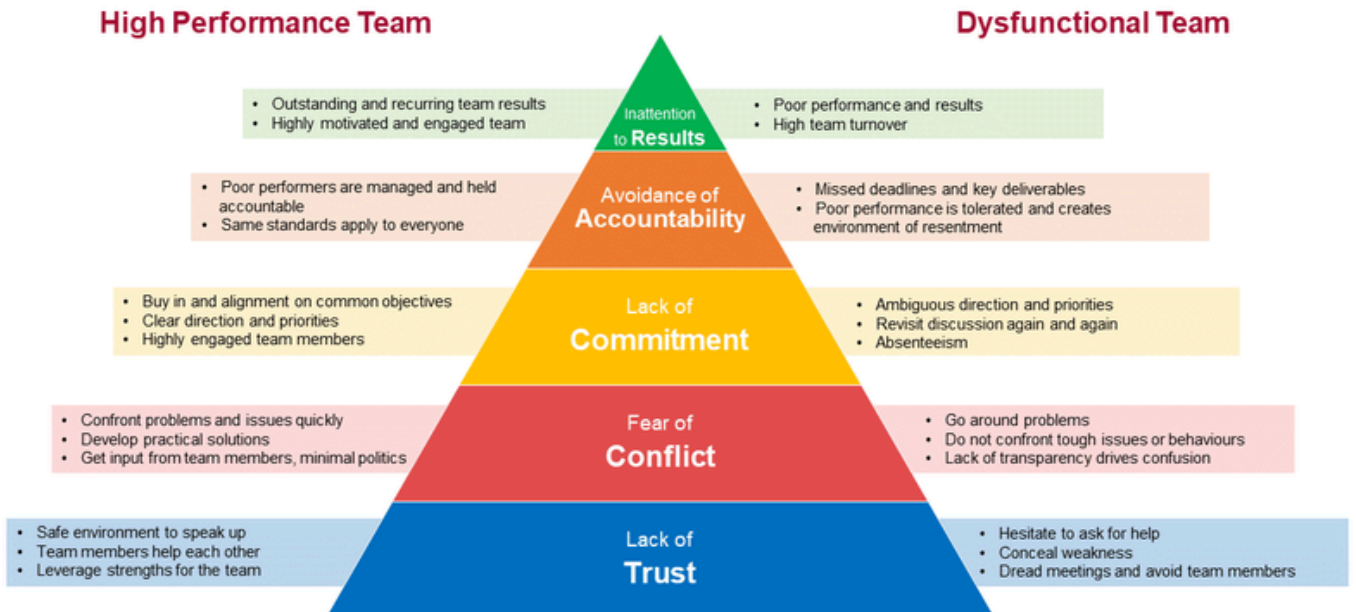 High Performance Team
Dysfunctional Team
• Outstanding and recurring team results
• Highly motivated and engaged team
Inattention
to Results
• Poor performance and results
• High team turnover
• Poor performers are managed and held
accountable
• Same standards apply to everyone
Avoidance of
Accountability
• Missed deadlines and key deliverables
• Poor performance is tolerated and creates
environment of resentment
• Buy in and alignment on common objectives
• Clear direction and priorities
• Highly engaged team members
Lack of
Commitment
• Ambiguous direction and priorities
• Revisit discussion again and again
• Absenteeism
• Confront problems and issues quickly
• Develop practical solutions
• Get input from team members, minimal politics
Fear of
Conflict
• Go around problems
• Do not confront tough issues or behaviours
• Lack of transparency drives confusion
• Safe environment to speak up
• Team members help each other
• Leverage strengths for the team
Lack of
Trust
• Hesitate to ask for help
• Conceal weakness
• Dread meetings and avoid team members